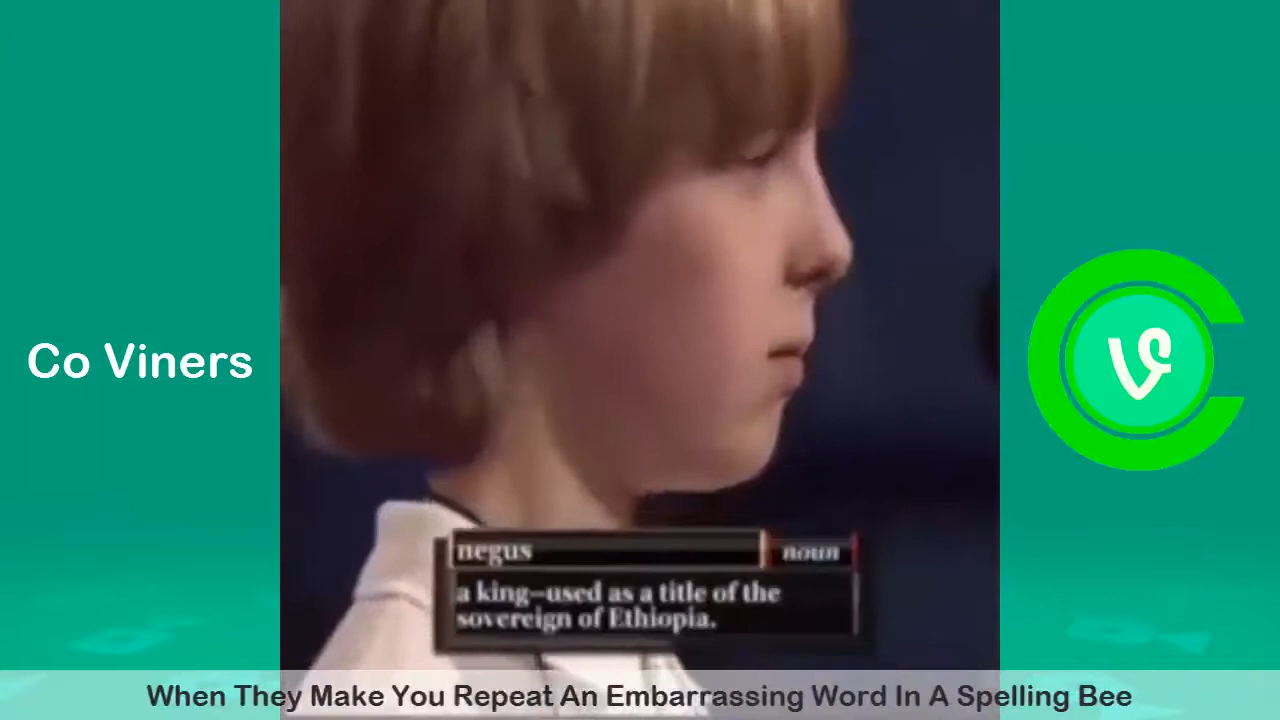 Co Viners
negus noun
a king—used as a title of the
sovereign of Ethiopia.
When They Make You Repeat An Embarrassing Word In A Spelling Bee